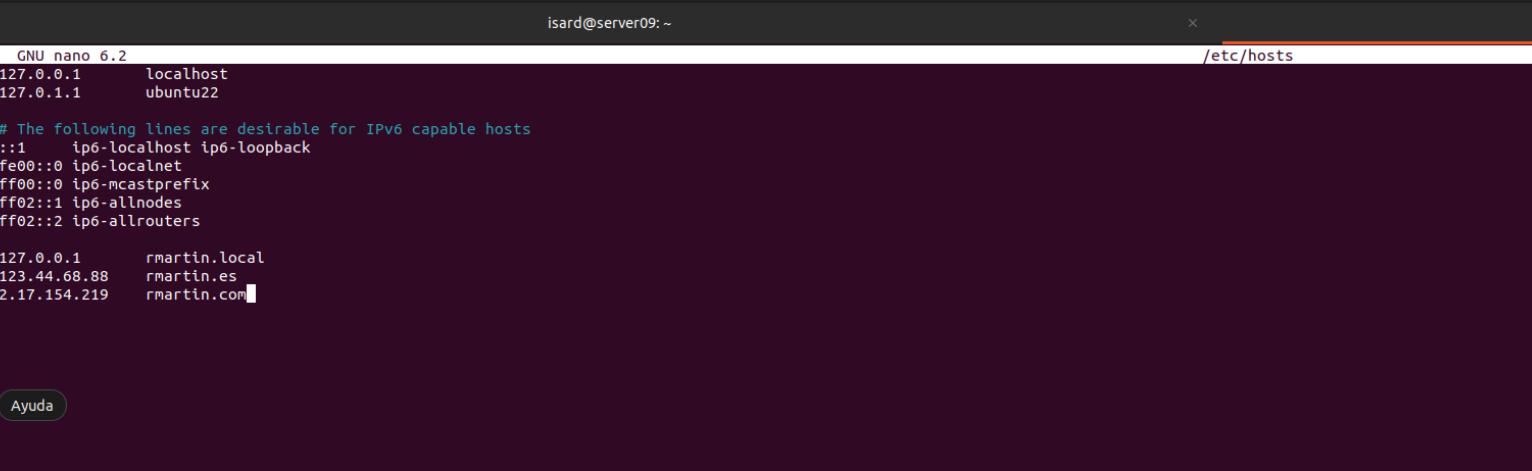 isard@server09: ~
GNU nano 6.2 /etc/hosts
127.0.0.1 localhost
127.0.1.1 ubuntu22
# The following lines are desirable for IPv6 capable hosts
::1 ip6-localhost ip6-loopback
fe00::0 ip6-localnet
ff00::0 ip6-mcastprefix
ff02::1 ip6-allnodes
ff02::2 ip6-allrouters
127.0.0.1 rmartin.local
123.44.68.88 rmartin.es
2.17.154.219 rmartin.com
Ayuda